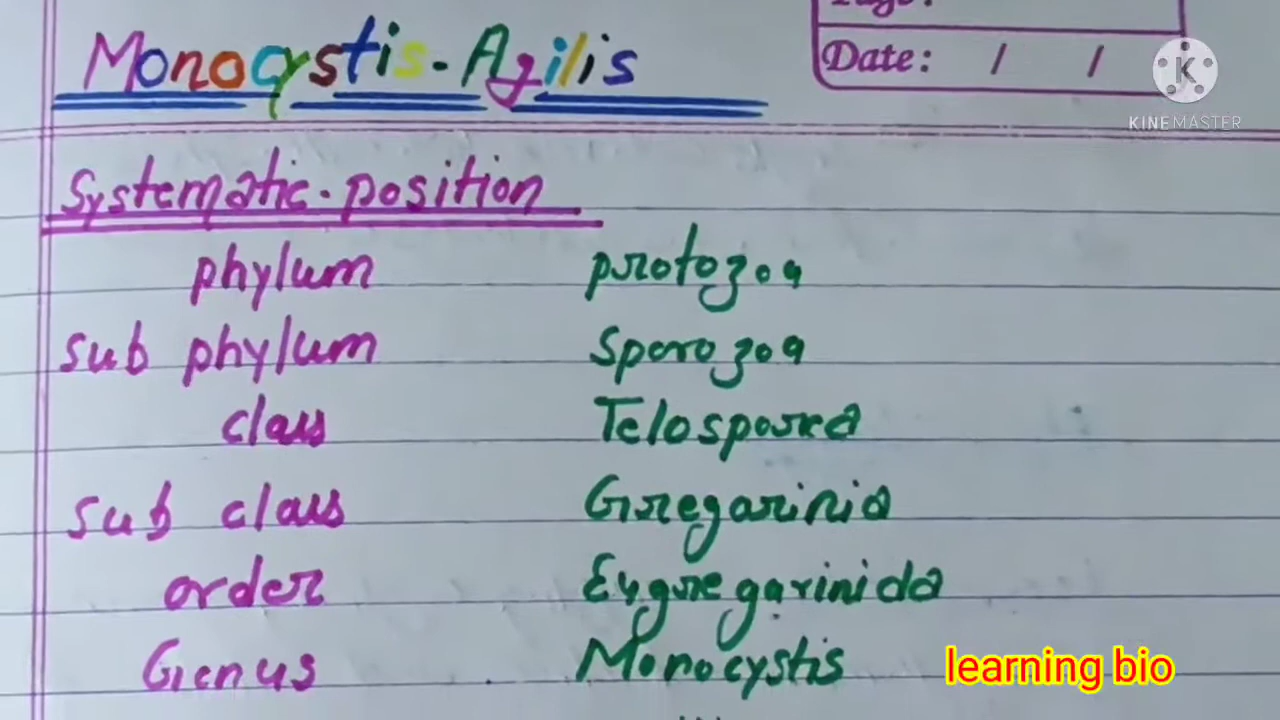 Page:
Monocystis-Agilis
Date: / /
KINEMASTER
Systematic-position
phylum protozoa
sub phylum Sporozoa
class Telosporea
sub class Gregarinia
order Eugregarinida
Genus Monocystis
learning bio